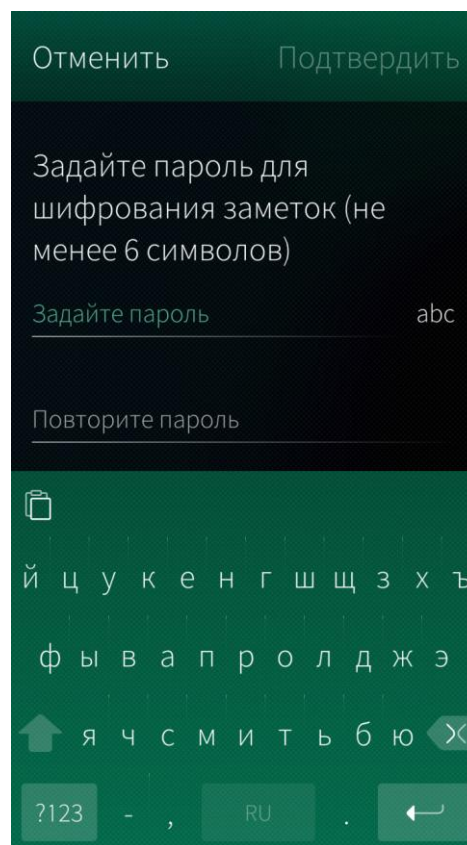 Отменить Подтвердить
Задайте пароль для
шифрования заметок (не
менее 6 символов)
Задайте пароль abc
Повторите пароль
й ц у к е н г ш щ з х ъ
ф ы в а п р о л д ж э
я ч с м и т ь б ю
?123 - , RU .